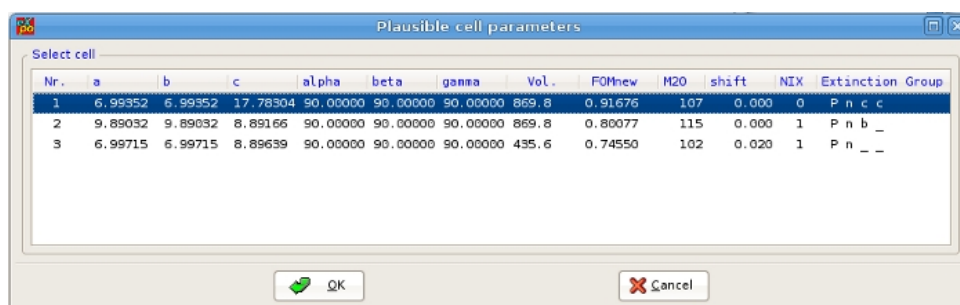 Plausible cell parameters
Select cell
Nr. a b c alpha beta gamma Vol. FOMnew M20 shift NIX Extinction Group
1 6.99352 6.99352 17.78304 90.00000 90.00000 90.00000 869.8 0.91676 107 0.000 0 P n c c
2 9.89032 9.89032 8.89166 90.00000 90.00000 90.00000 869.8 0.80077 115 0.000 1 P n b _
3 6.99715 6.99715 8.89639 90.00000 90.00000 90.00000 435.6 0.74550 102 0.020 1 P n _ _
OK Cancel